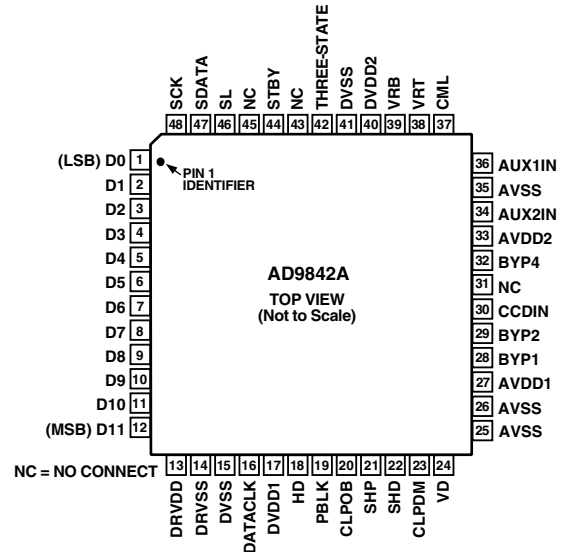 SCK
SDATA
SL
NC
STBY
NC
THREE-STATE
DVSS
DVDD2
VRB
VRT
CML
48 47 46 45 44 43 42 41 40 39 38 37
(LSB) D0 1
D1 2
D2 3
D3 4
D4 5
D5 6
D6 7
D7 8
D8 9
D9 10
D10 11
(MSB) D11 12
PIN 1
IDENTIFIER
AD9842A
TOP VIEW
(Not to Scale)
36 AUX1IN
35 AVSS
34 AUX2IN
33 AVDD2
32 BYP4
31 NC
30 CCDIN
29 BYP2
28 BYP1
27 AVDD1
26 AVSS
25 AVSS
NC = NO CONNECT
13 14 15 16 17 18 19 20 21 22 23 24
DRVDD
DRVSS
DVSS
DATACLK
DVDD1
HD
PBLK
CLPOB
SHP
SHD
CLPDM
VD